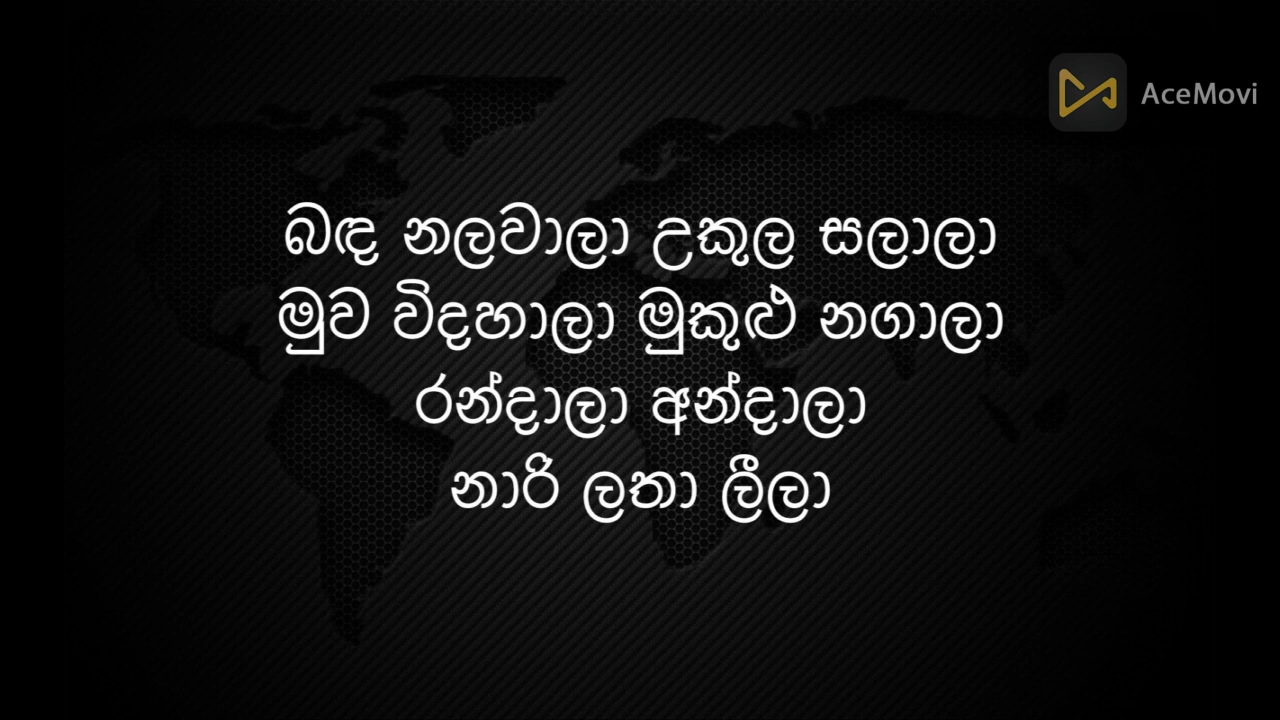 AceMovi
බඳ නලවාලා උකුල සලාලා
මුව විදහාලා මුකුළු නගාලා
රන්දාලා අන්දාලා
නාරි ලතා ලීලා